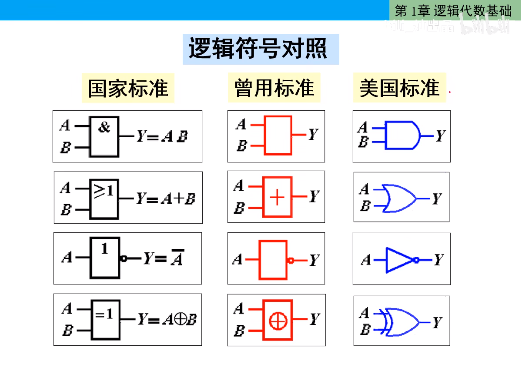 第 1章 逻辑代数基础
逻辑符号对照
国家标准 曾用标准 美国标准
A B & Y= A B A B Y A B Y
A B ≥1 Y= A+B A B + Y A B Y
A 1 Y= A̅ A Y A Y
A B =1 Y= A⊕B A B ⊕ Y A B Y